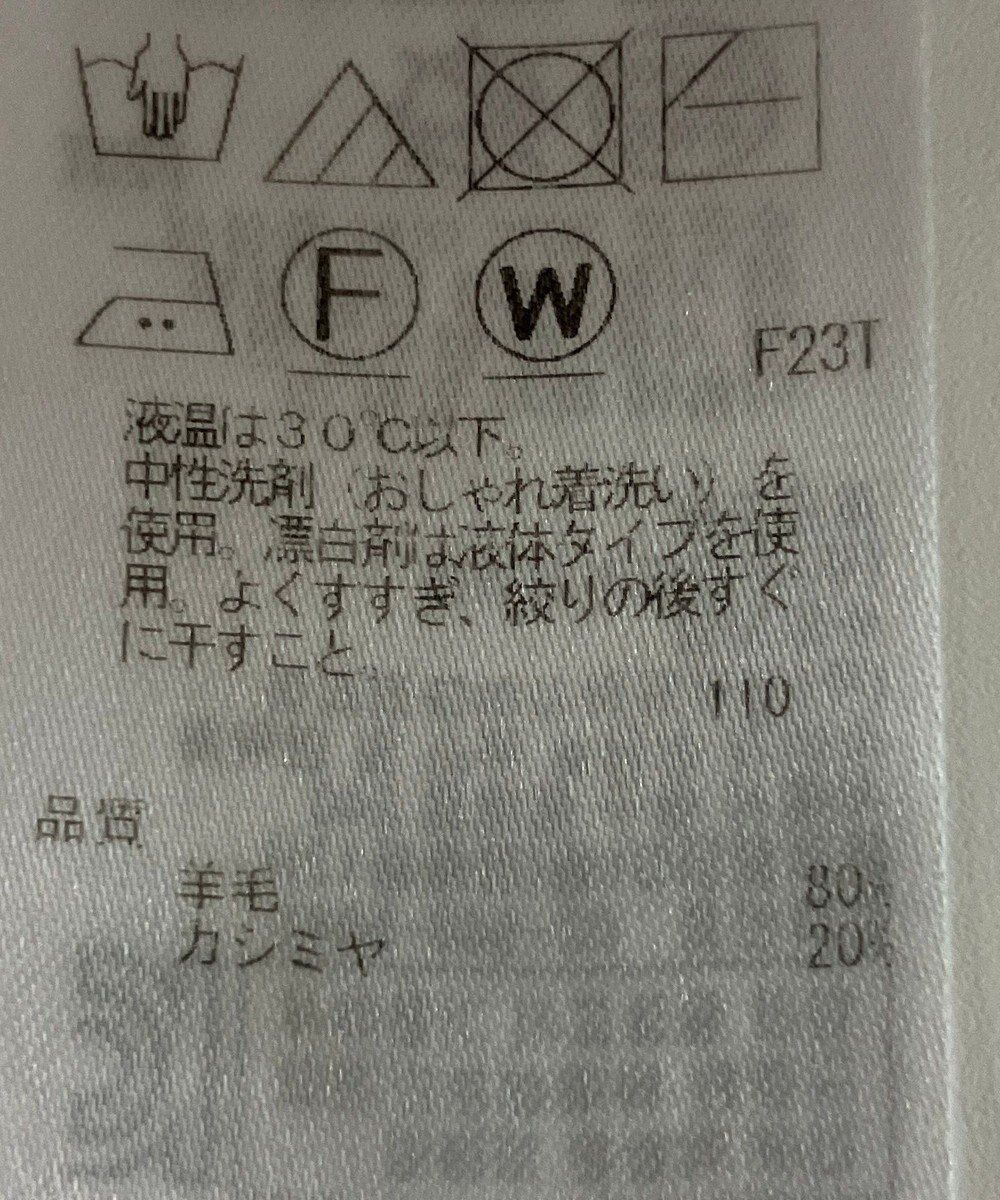 F W
F23T
液温は30℃以下。
中性洗剤（おしゃれ着洗い）を
使用。漂白剤は液体タイプを使
用。よくすすぎ、絞りの後すぐ
に干すこと。
110
品質
羊毛 80%
カシミヤ 20%